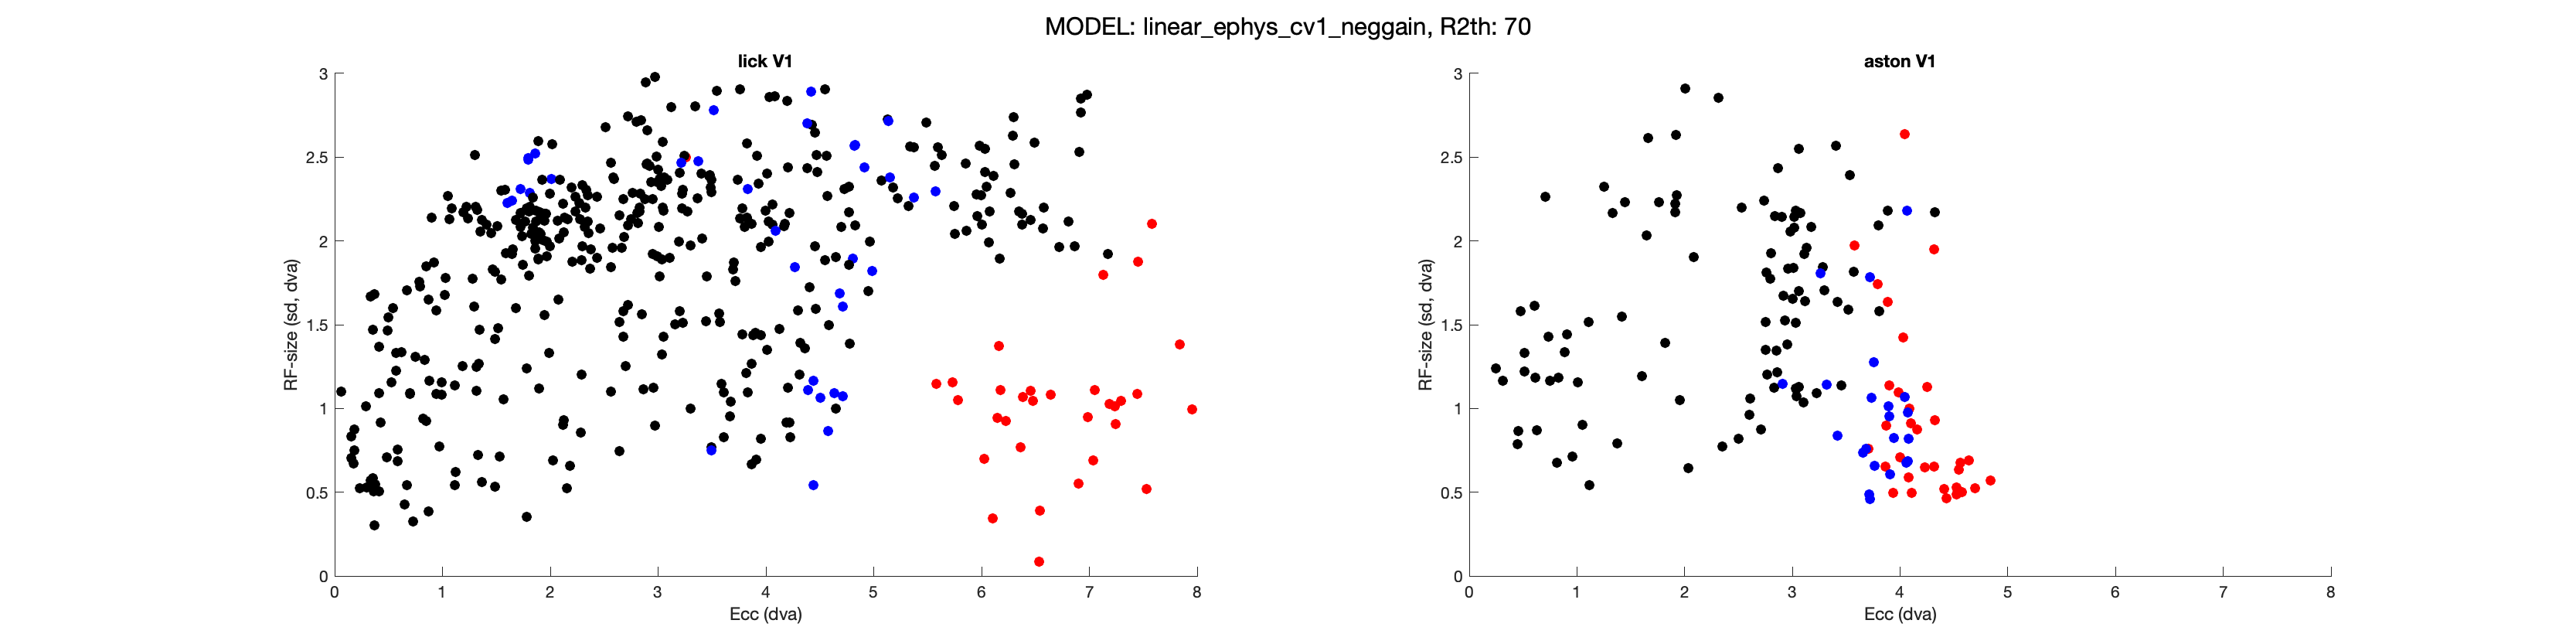 MODEL: linear_ephys_cv1_neggain, R2th: 70
lick V1
3
2.5
2
1.5
1
0.5
0
RF-size (sd, dva)
0 1 2 3 4 5 6 7 8
Ecc (dva)
aston V1
3
2.5
2
1.5
1
0.5
0
RF-size (sd, dva)
0 1 2 3 4 5 6 7 8
Ecc (dva)